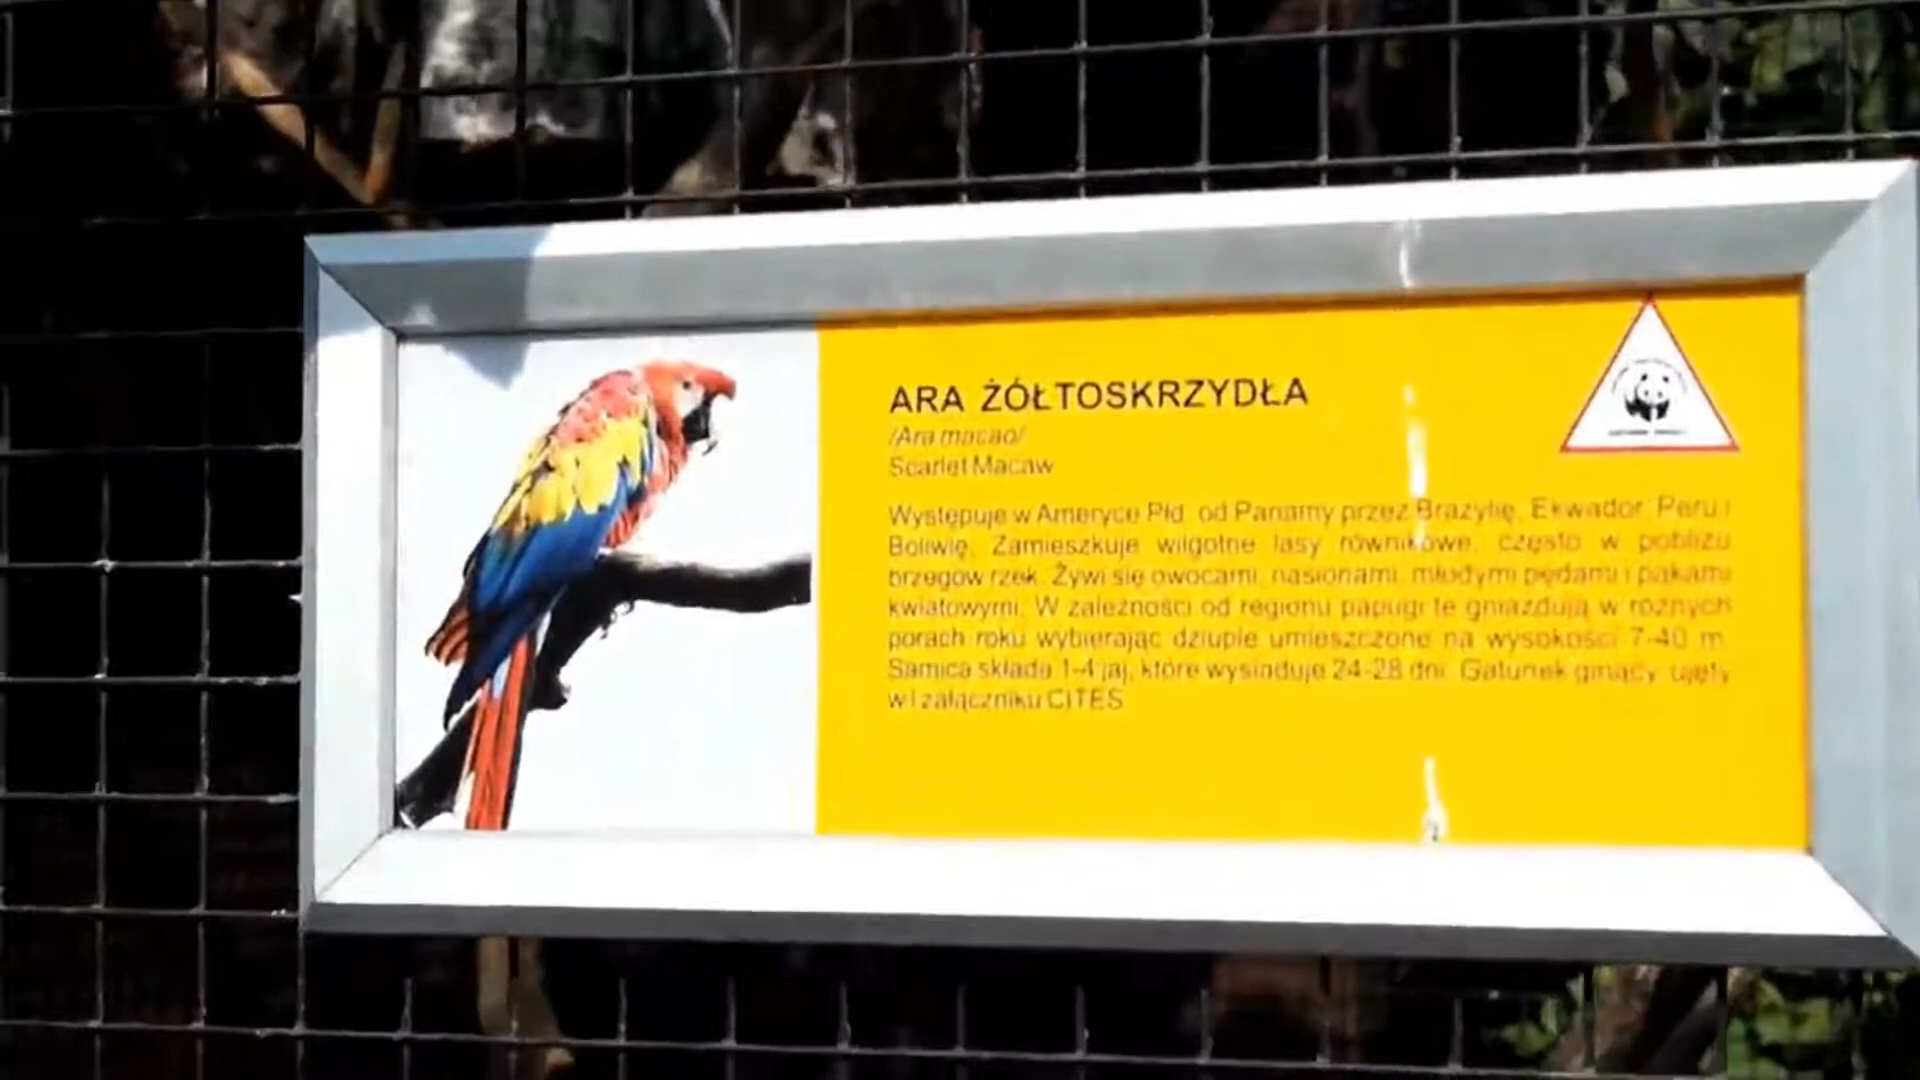 ARA ŻÓŁTOSKRZYDŁA
/Ara macao/
Scarlet Macaw
Występuje w Ameryce Płd. od Panamy przez Brazylię, Ekwador, Peru i
Boliwię. Zamieszkuje wilgotne lasy równikowe, często w pobliżu
brzegów rzek. Żywi się owocami, nasionami, młodymi pędami i pąkami
kwiatowymi. W zależności od regionu papugi te gniazdują w różnych
porach roku wybierając dziuple umieszczone na wysokości 7-40 m.
Samica składa 1-4 jaj, które wysiaduje 24-28 dni. Gatunek ginący, ujęty
w I załączniku CITES